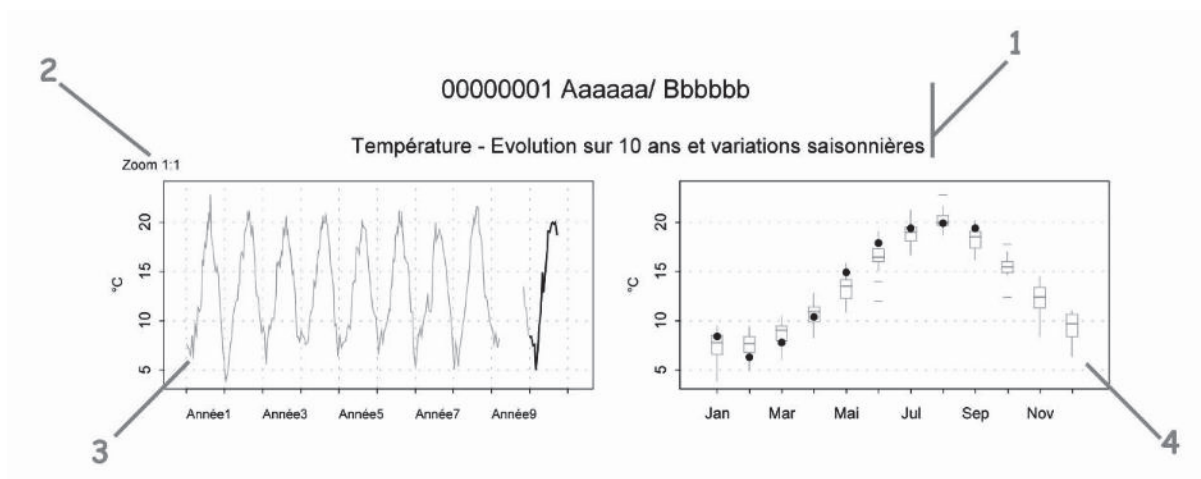 1
2
00000001 Aaaaaa/ Bbbbbb
Température - Evolution sur 10 ans et variations saisonnières
Zoom 1:1
°C
20
15
10
5
Année1 Année3 Année5 Année7 Année9
°C
20
15
10
5
Jan Mar Mai Jul Sep Nov
3
4